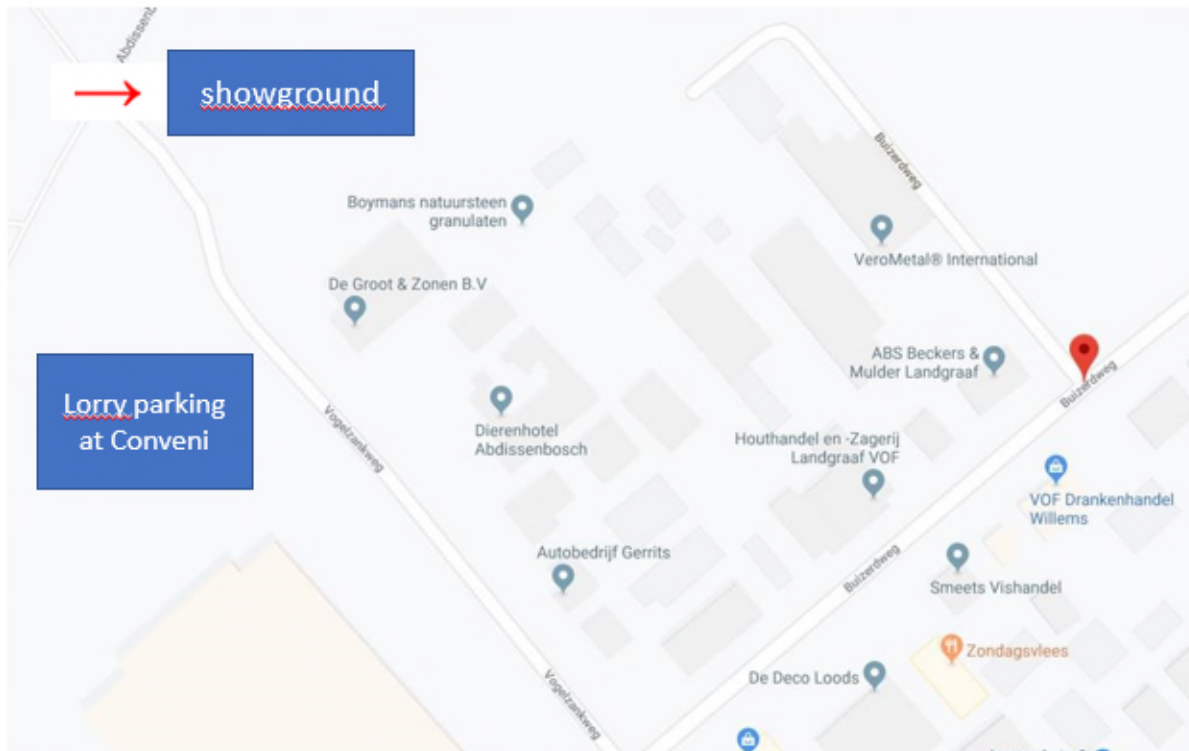 Abdissenb
showground
Buizerdweg
Boymans natuursteen
granulaten
VeroMetal® International
De Groot & Zonen B.V
ABS Beckers &
Mulder Landgraaf
Buizerdweg
Lorry parking
at Conveni
Vogelzankweg
Dierenhotel
Abdissenbosch
Houthandel en -Zagerij
Landgraaf VOF
VOF Drankenhandel
Willems
Autobedrijf Gerrits
Buizerdweg
Smeets Vishandel
Zondagsvlees
De Deco Loods
Vogelzankweg